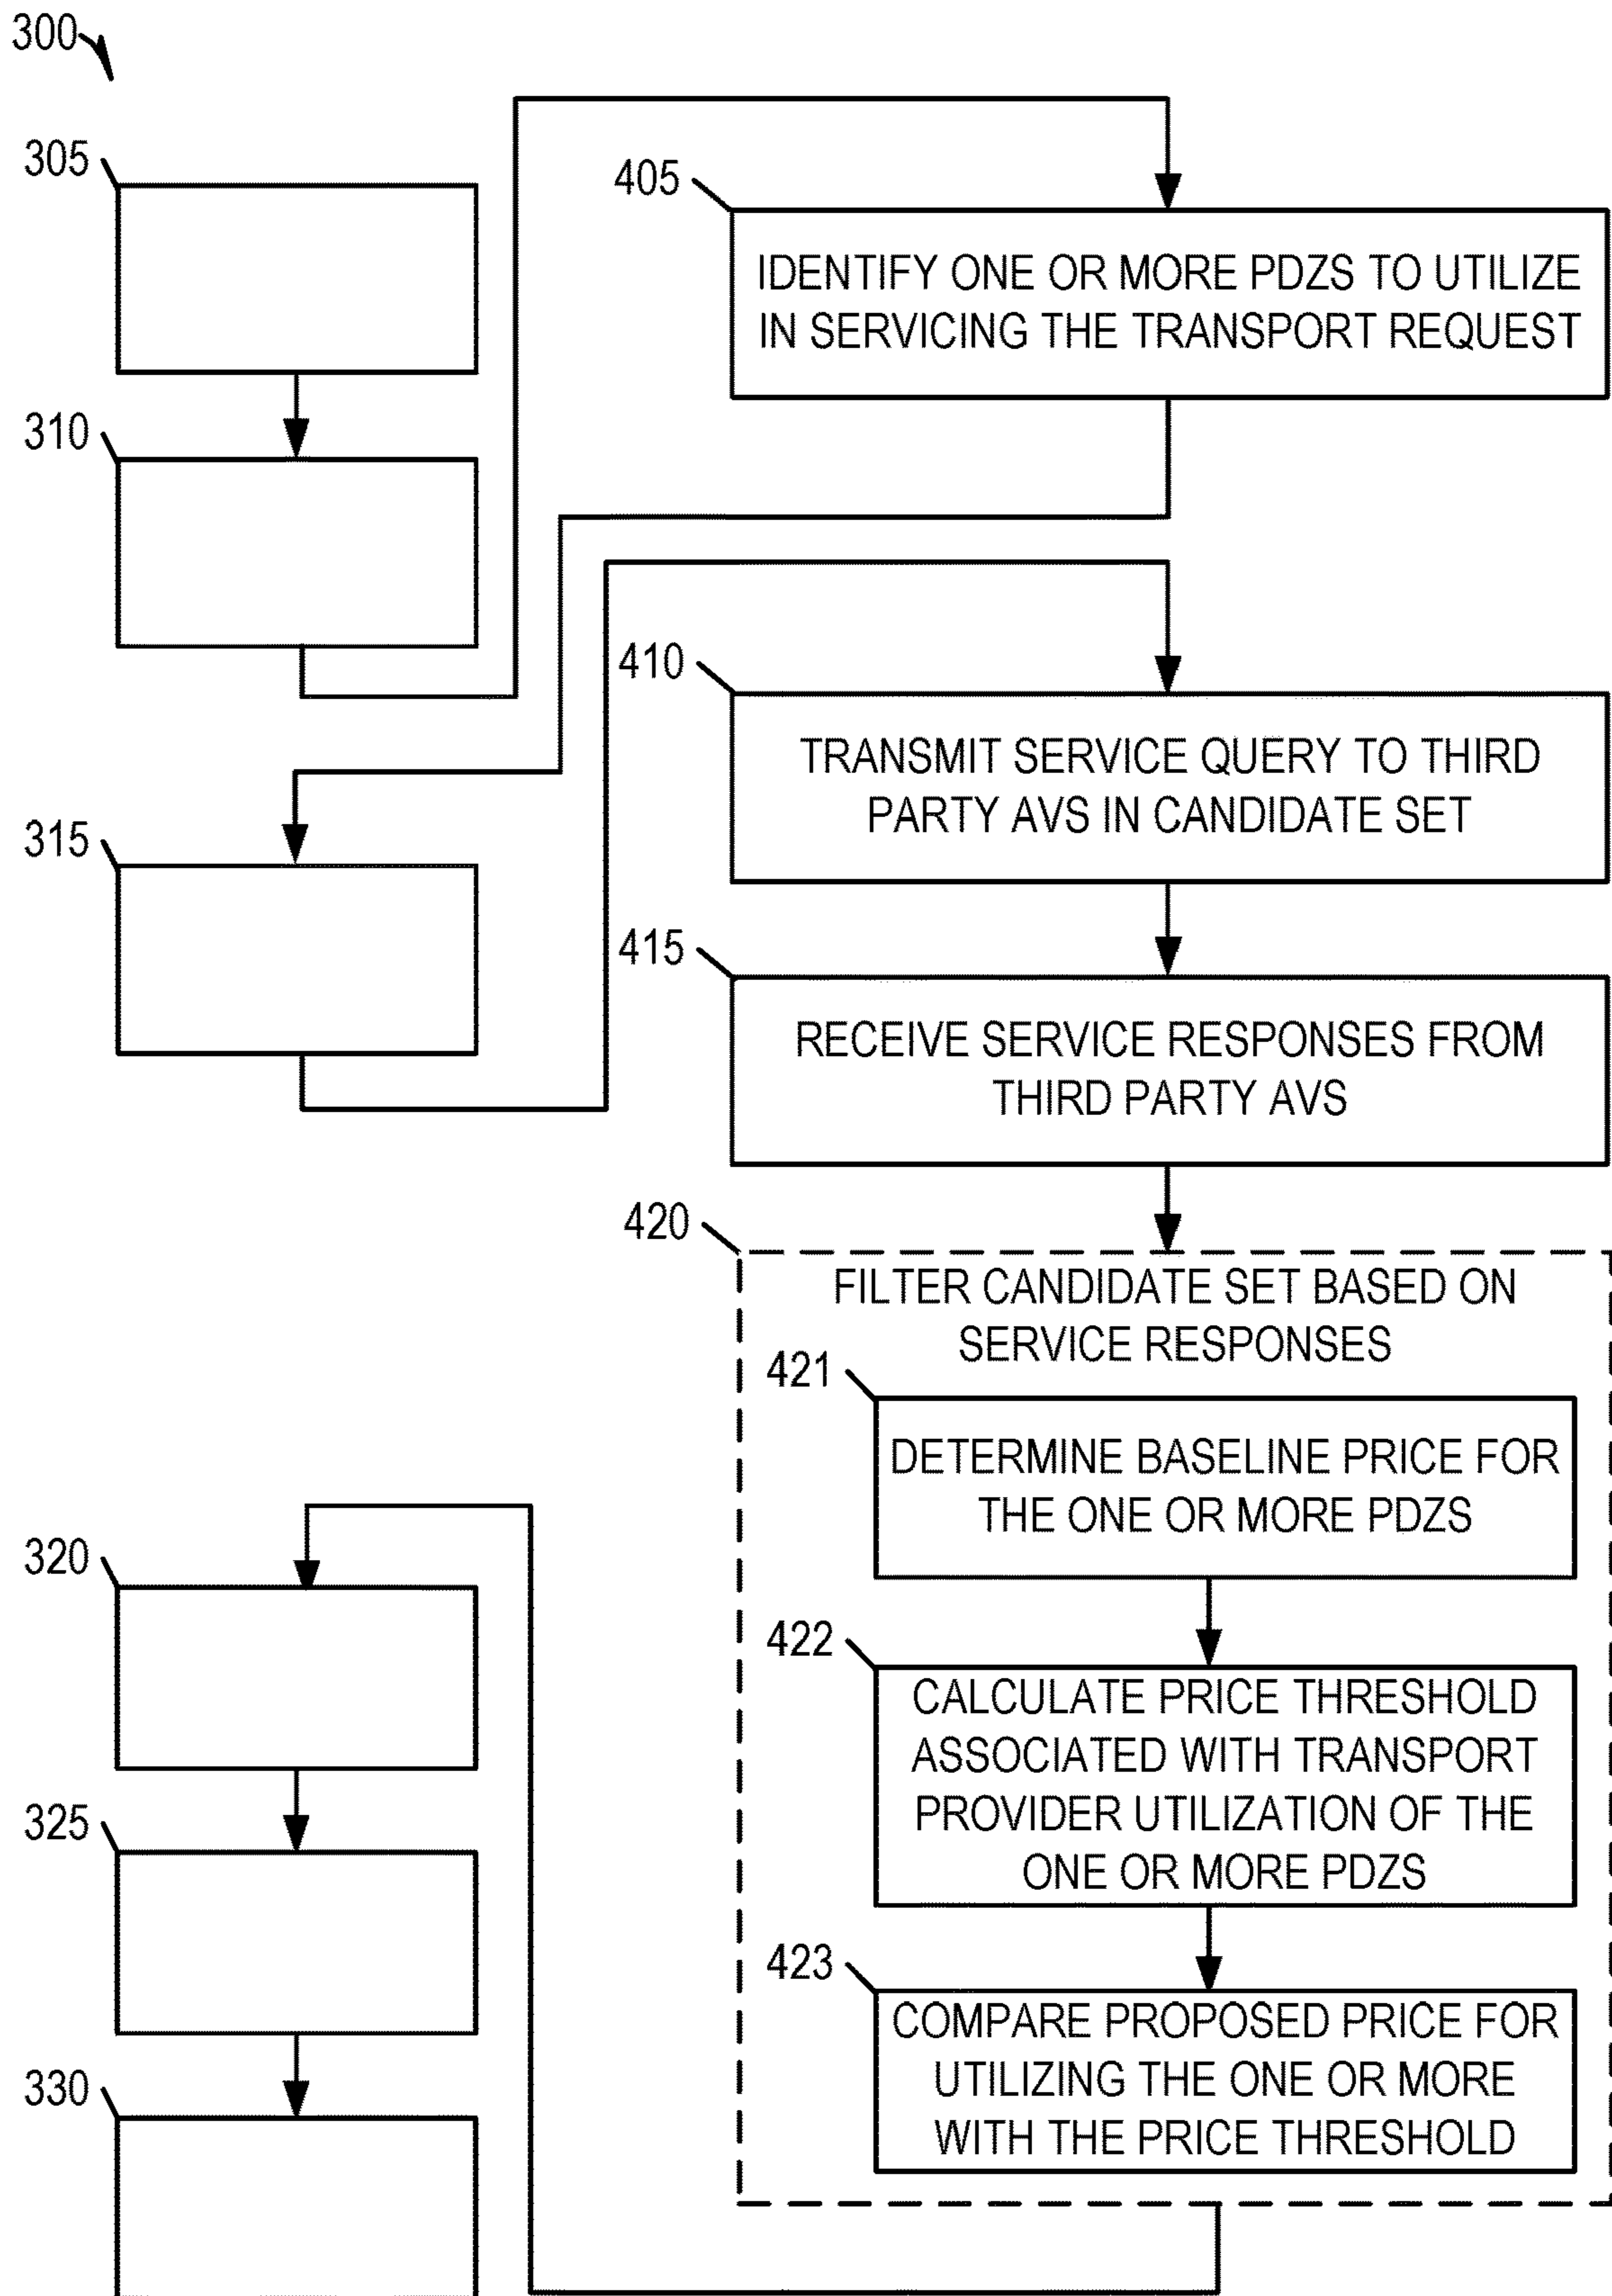 300
305
310
315
320
325
330
405
IDENTIFY ONE OR MORE PDZS TO UTILIZE
IN SERVICING THE TRANSPORT REQUEST
410
TRANSMIT SERVICE QUERY TO THIRD
PARTY AVS IN CANDIDATE SET
415
RECEIVE SERVICE RESPONSES FROM
THIRD PARTY AVS
420
FILTER CANDIDATE SET BASED ON
SERVICE RESPONSES
421
DETERMINE BASELINE PRICE FOR
THE ONE OR MORE PDZS
422
CALCULATE PRICE THRESHOLD
ASSOCIATED WITH TRANSPORT
PROVIDER UTILIZATION OF THE
ONE OR MORE PDZS
423
COMPARE PROPOSED PRICE FOR
UTILIZING THE ONE OR MORE
WITH THE PRICE THRESHOLD